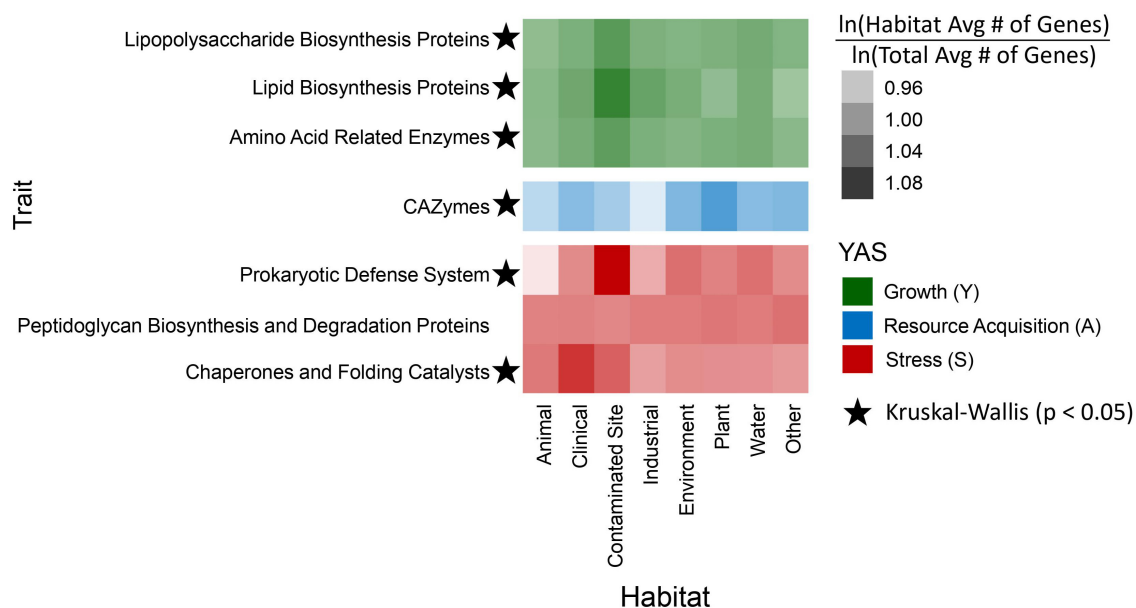 Trait
Lipopolysaccharide Biosynthesis Proteins
Lipid Biosynthesis Proteins
Amino Acid Related Enzymes
CAZymes
Prokaryotic Defense System
Peptidoglycan Biosynthesis and Degradation Proteins
Chaperones and Folding Catalysts
Animal
Clinical
Contaminated Site
Industrial
Environment
Plant
Water
Other
Habitat
ln(Habitat Avg # of Genes)
ln(Total Avg # of Genes)
0.96
1.00
1.04
1.08
YAS
Growth (Y)
Resource Acquisition (A)
Stress (S)
Kruskal-Wallis (p < 0.05)